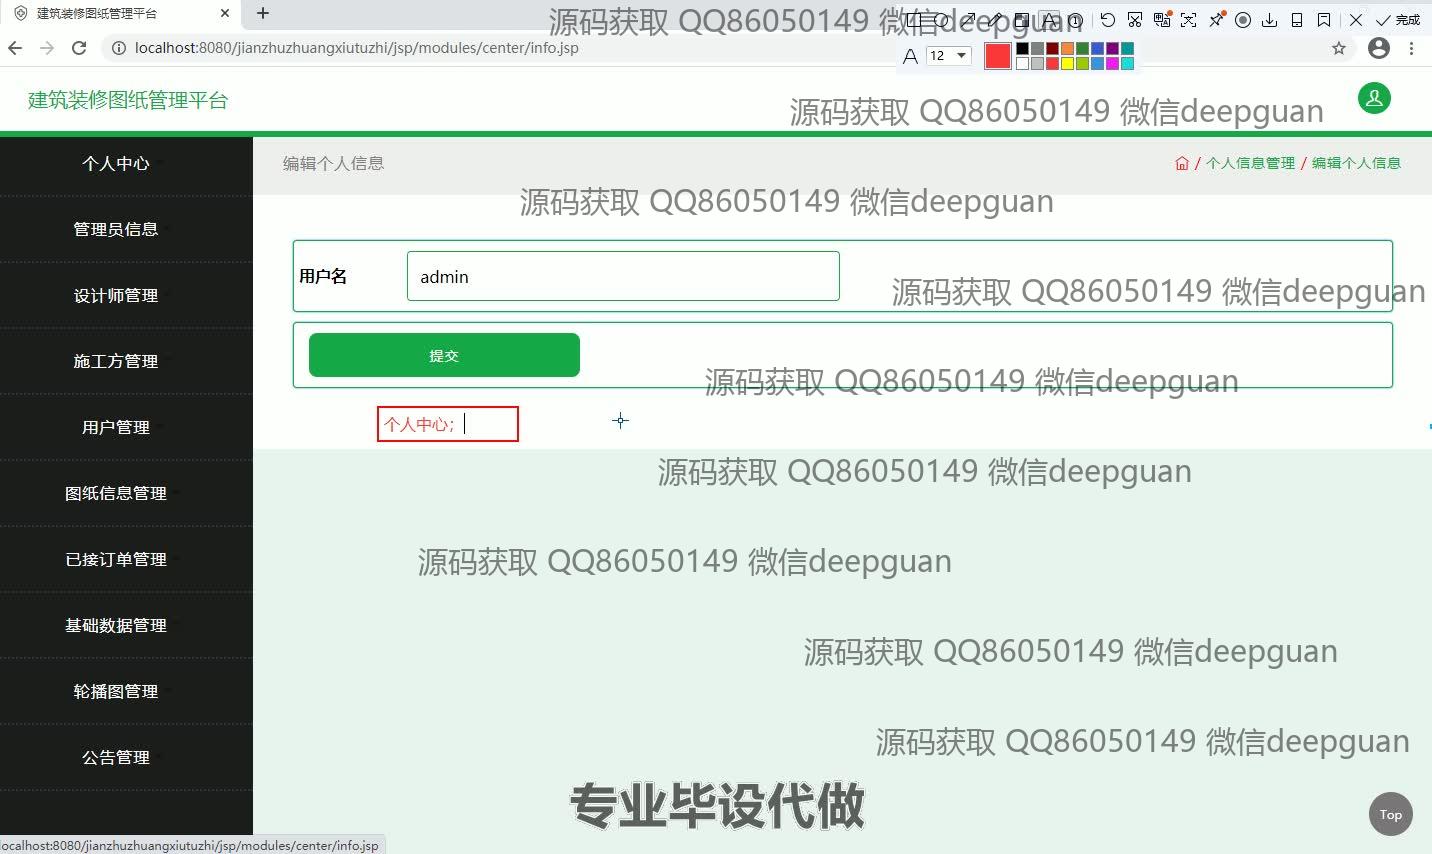 建筑装修图纸管理平台
完成
localhost:8080/jianzhuzhuangxiutuzhi/jsp/modules/center/info.jsp
A 12
源码获取 QQ86050149 微信deepguan
建筑装修图纸管理平台
源码获取 QQ86050149 微信deepguan
个人中心
编辑个人信息
/ 个人信息管理 / 编辑个人信息
源码获取 QQ86050149 微信deepguan
管理员信息
用户名
admin
源码获取 QQ86050149 微信deepguan
设计师管理
提交
施工方管理
源码获取 QQ86050149 微信deepguan
个人中心；
用户管理
源码获取 QQ86050149 微信deepguan
图纸信息管理
已接订单管理
源码获取 QQ86050149 微信deepguan
基础数据管理
源码获取 QQ86050149 微信deepguan
轮播图管理
源码获取 QQ86050149 微信deepguan
公告管理
专业毕设代做
Top
localhost:8080/jianzhuzhuangxiutuzhi/jsp/modules/center/info.jsp